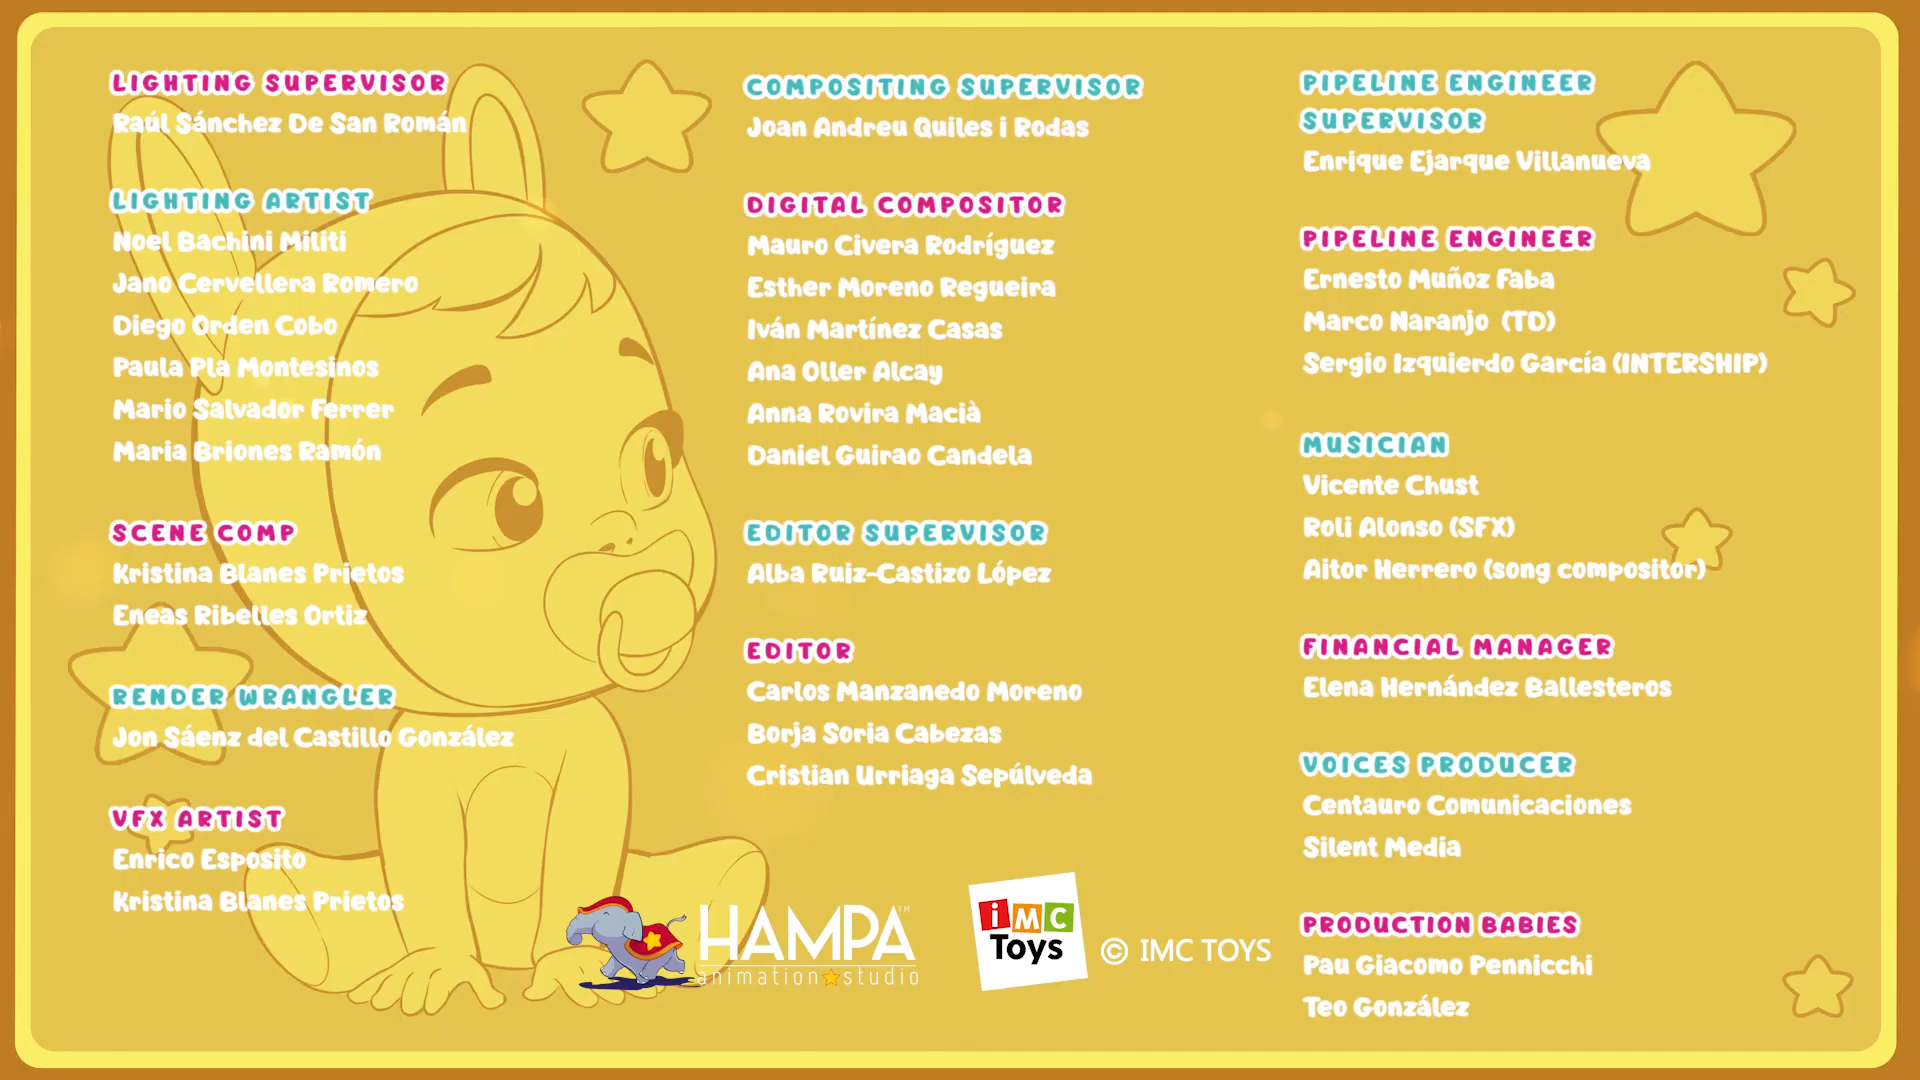 LIGHTING SUPERVISOR
Raúl Sánchez De San Román
LIGHTING ARTIST
Noel Bachini Militi
Jano Cervellera Romero
Diego Orden Cobo
Paula Pla Montesinos
Mario Salvador Ferrer
Maria Briones Ramón
SCENE COMP
Kristina Blanes Prietos
Eneas Ribelles Ortiz
RENDER WRANGLER
Jon Sáenz del Castillo González
VFX ARTIST
Enrico Esposito
Kristina Blanes Prietos
COMPOSITING SUPERVISOR
Joan Andreu Quiles i Rodas
DIGITAL COMPOSITOR
Mauro Civera Rodríguez
Esther Moreno Regueira
Iván Martínez Casas
Ana Oller Alcay
Anna Rovira Macià
Daniel Guirao Candela
EDITOR SUPERVISOR
Alba Ruiz-Castizo López
EDITOR
Carlos Manzanedo Moreno
Borja Soria Cabezas
Cristian Urriaga Sepúlveda
HAMPA™
animation studio
iMC
Toys
© IMC TOYS
PIPELINE ENGINEER
SUPERVISOR
Enrique Ejarque Villanueva
PIPELINE ENGINEER
Ernesto Muñoz Faba
Marco Naranjo (TD)
Sergio Izquierdo García (INTERSHIP)
MUSICIAN
Vicente Chust
Roli Alonso (SFX)
Aitor Herrero (song compositor)
FINANCIAL MANAGER
Elena Hernández Ballesteros
VOICES PRODUCER
Centauro Comunicaciones
Silent Media
PRODUCTION BABIES
Pau Giacomo Pennicchi
Teo González